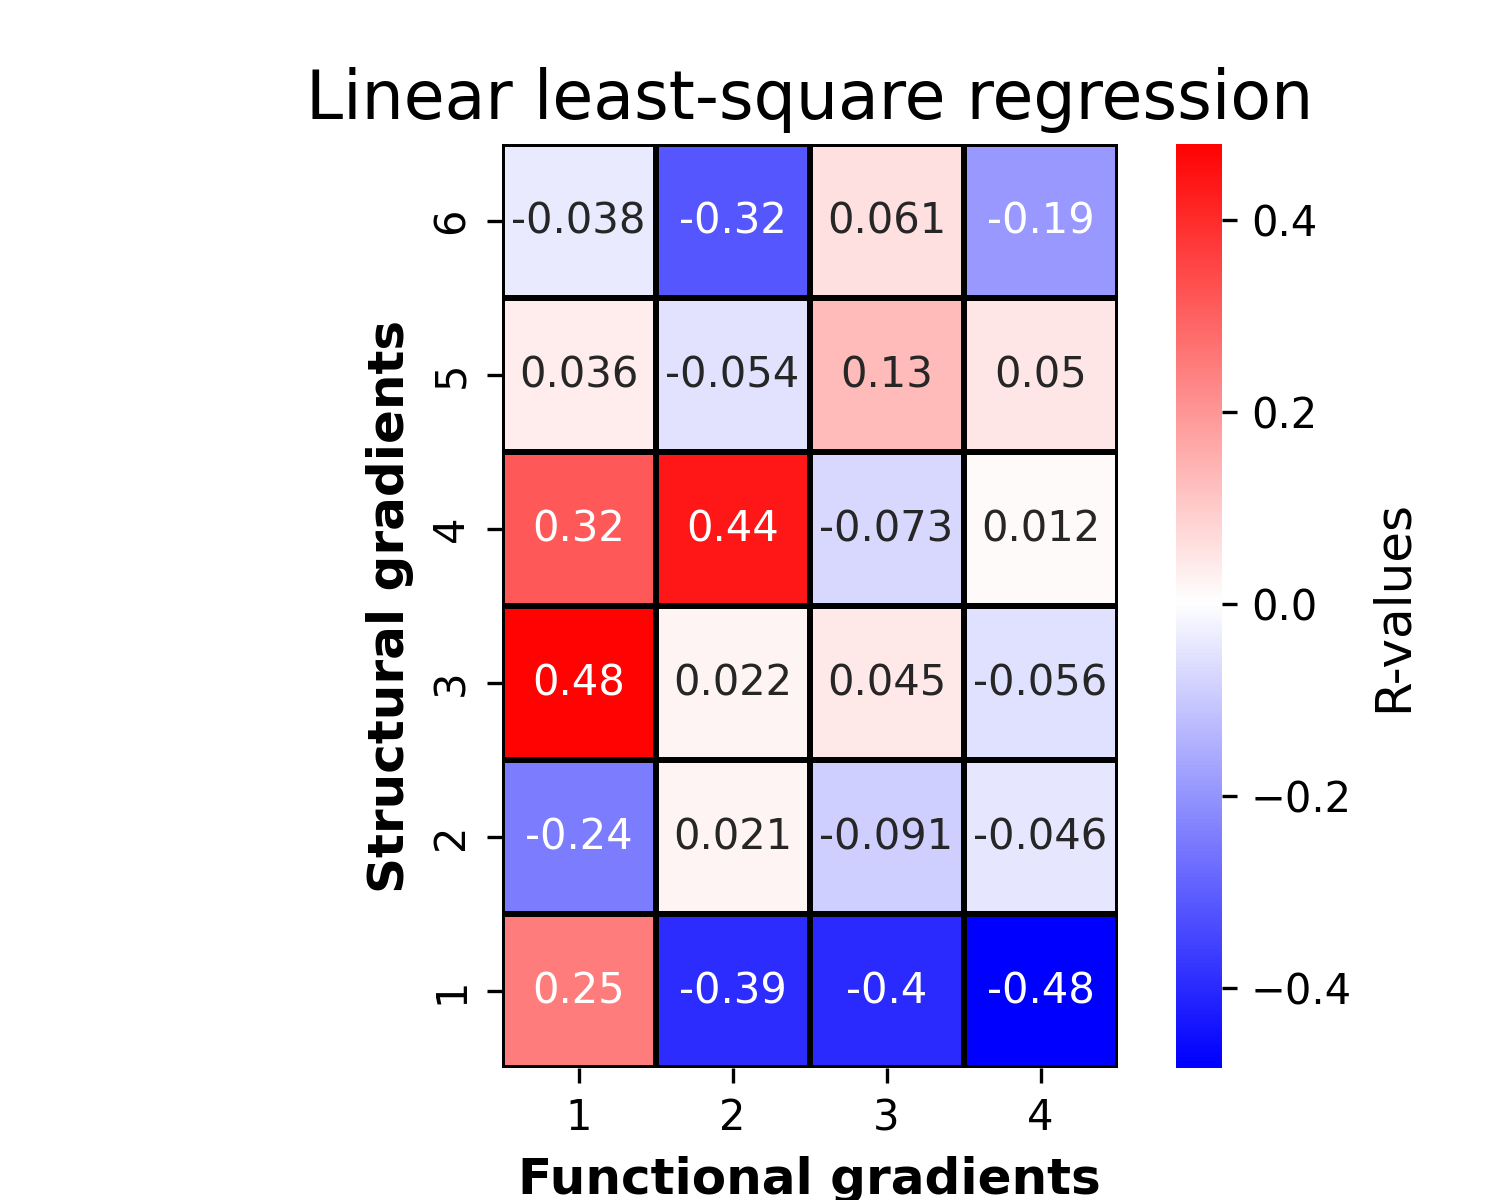 Linear least-square regression
6 -0.038 -0.32 0.061 -0.19 0.4
5 0.036 -0.054 0.13 0.05 0.2
4 0.32 0.44 -0.073 0.012 0.0
3 0.48 0.022 0.045 -0.056
2 -0.24 0.021 -0.091 -0.046 −0.2
1 0.25 -0.39 -0.4 -0.48 −0.4
1 2 3 4
Functional gradients
Structural gradients
R-values